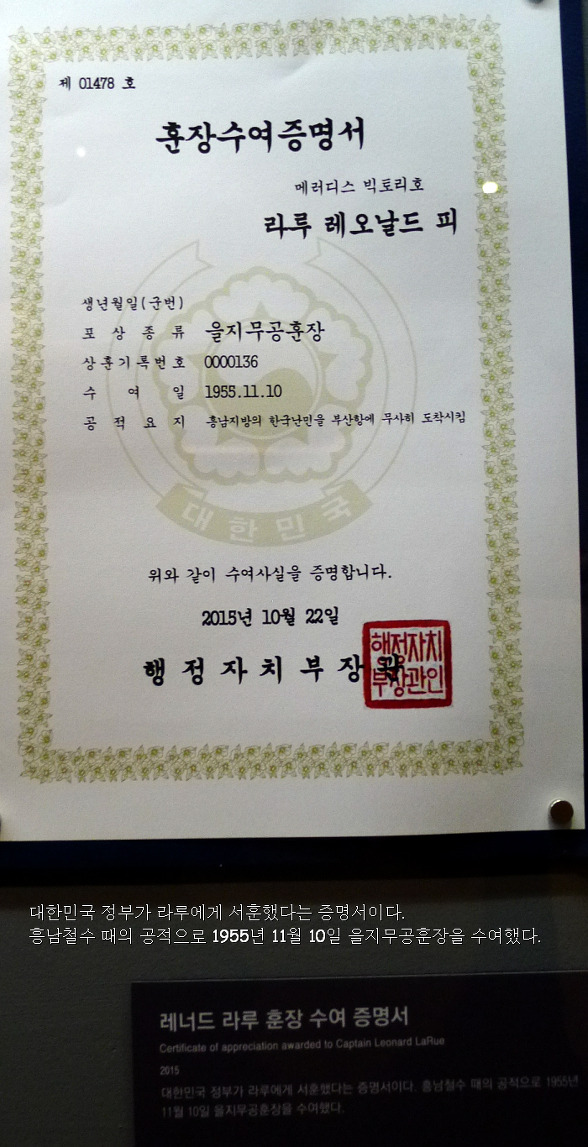 제 01478 호
훈장수여증명서
메러디스 빅토리호
라루 레오날드 피
생년월일(군번)
포상종류 을지무공훈장
상훈기록번호 0000136
수여일 1955.11.10
공적요지 흥남지방의 한국난민을 부산항에 무사히 도착시킴
대한민국
위와 같이 수여사실을 증명합니다.
2015년 10월 22일
행정자치부장관
행정자치
부장관인
대한민국 정부가 라루에게 서훈했다는 증명서이다.
흥남철수 때의 공적으로 1955년 11월 10일 을지무공훈장을 수여했다.
레너드 라루 훈장 수여 증명서
Certificate of appreciation awarded to Captain Leonard LaRue
2015
대한민국 정부가 라루에게 서훈했다는 증명서이다. 흥남철수 때의 공적으로 1955년
11월 10일 을지무공훈장을 수여했다.